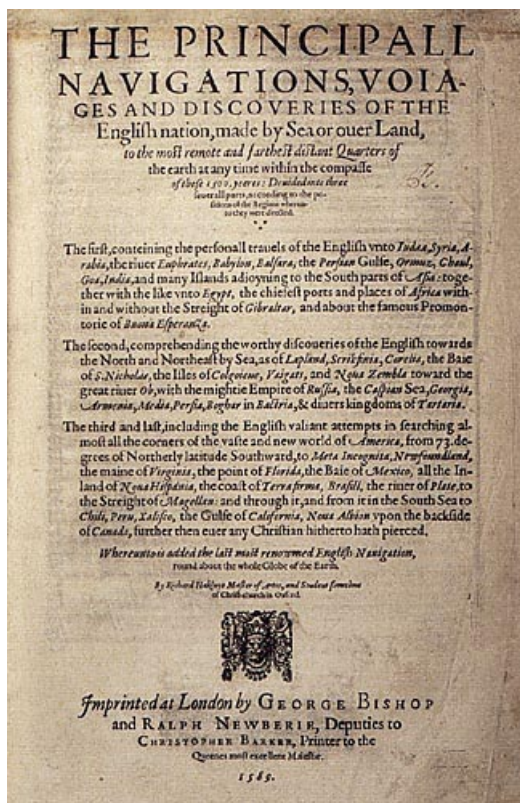 THE PRINCIPALL
NAVIGATIONS, VOIA-
GES AND DISCOVERIES OF THE
Engliſh nation, made by Sea or ouer Land,
to the moſt remote and fartheſt diſtant Quarters of
the earth at any time within the compaſſe
of theſe 1500. yeeres: Deuided into three
ſeuerall parts, according to the po-
ſitions of the Regions wherun-
to they were directed.
The firſt, conteining the perſonall trauels of the Engliſh vnto Iudæa, Syria, A-
rabia, the riuer Euphrates, Babylon, Balſara, the Perſian Gulfe, Ormuz, Chaul,
Goa, India, and many Iſlands adioyning to the South parts of Aſia: toge-
ther with the like vnto Egypt, the chiefeſt ports and places of Africa with-
in and without the Streight of Gibraltar, and about the famous Promon-
torie of Buona Eſperanza.
The ſecond, comprehending the worthy diſcoueries of the Engliſh towards
the North and Northeaſt by Sea, as of Lapland, Scrikfinia, Corelia, the Baie
of S. Nicholas, the Iſles of Colgoieue, Vaigats, and Noua Zembla toward the
great riuer Ob, with the mightie Empire of Ruſſia, the Caſpian Sea, Georgia,
Armenia, Media, Perſia, Boghar in Bactria, & diuers kingdoms of Tartaria.
The third and laſt, including the Engliſh valiant attempts in ſearching al-
moſt all the corners of the vaſte and new world of America, from 73. de-
grees of Northerly latitude Southward, to Meta Incognita, Newfoundland,
the maine of Virginia, the point of Florida, the Baie of Mexico, all the In-
land of Noua Hiſpania, the coaſt of Terra firma, Braſill, the riuer of Plate, to
the Streight of Magellan: and through it, and from it in the South Sea to
Chili, Peru, Xaliſco, the Gulfe of California, Noua Albion vpon the backſide
of Canada, further then euer any Chriſtian hitherto hath pierced.
Whereunto is added the laſt moſt renowmed Engliſh Nauigation,
round about the whole Globe of the Earth.
By Richard Hakluyt Maſter of Artes, and Student ſometime
of Chriſt-church in Oxford.
Imprinted at London by GEORGE BISHOP
and RALPH NEWBERIE, Deputies to
CHRISTOPHER BARKER, Printer to the
Queenes moſt excellent Maieſtie.
1589.